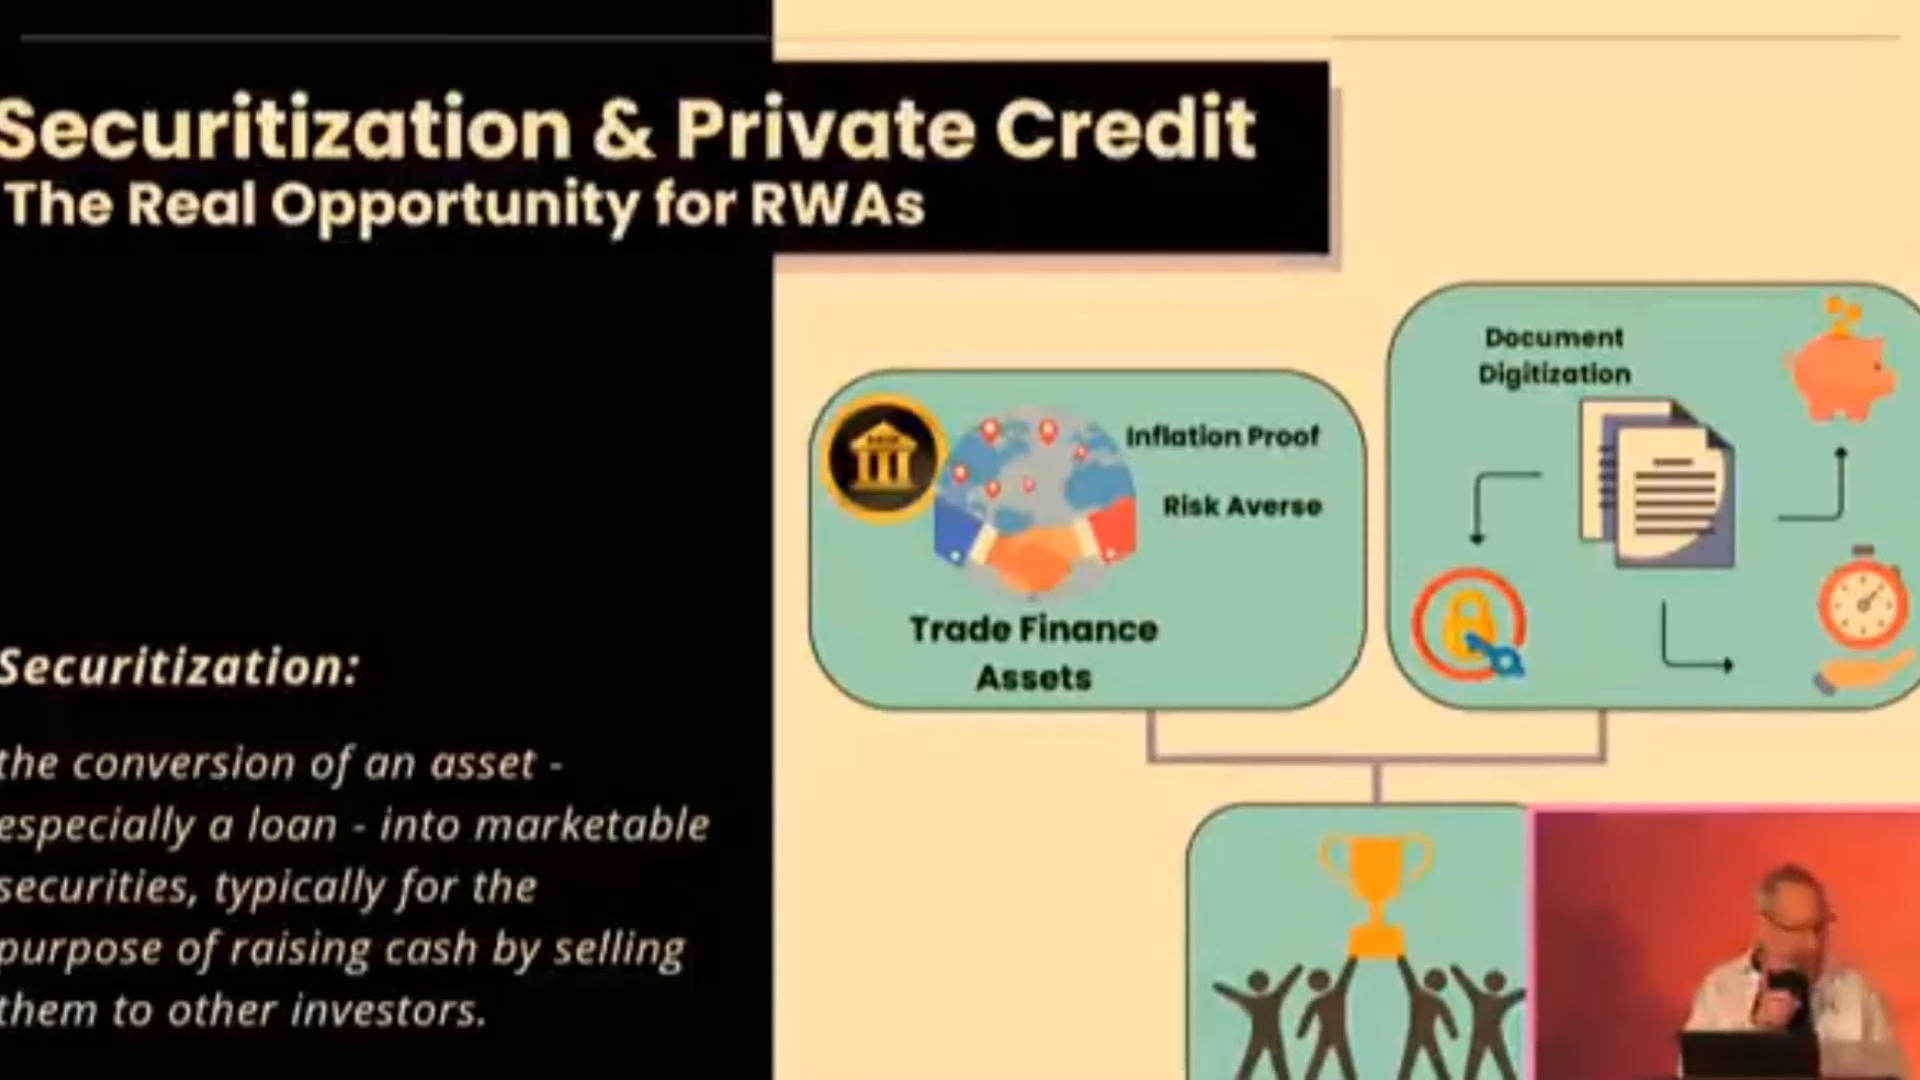 Securitization & Private Credit
The Real Opportunity for RWAs
Securitization:
the conversion of an asset -
especially a loan - into marketable
securities, typically for the
purpose of raising cash by selling
them to other investors.
Inflation Proof
Risk Averse
Trade Finance
Assets
Document
Digitization